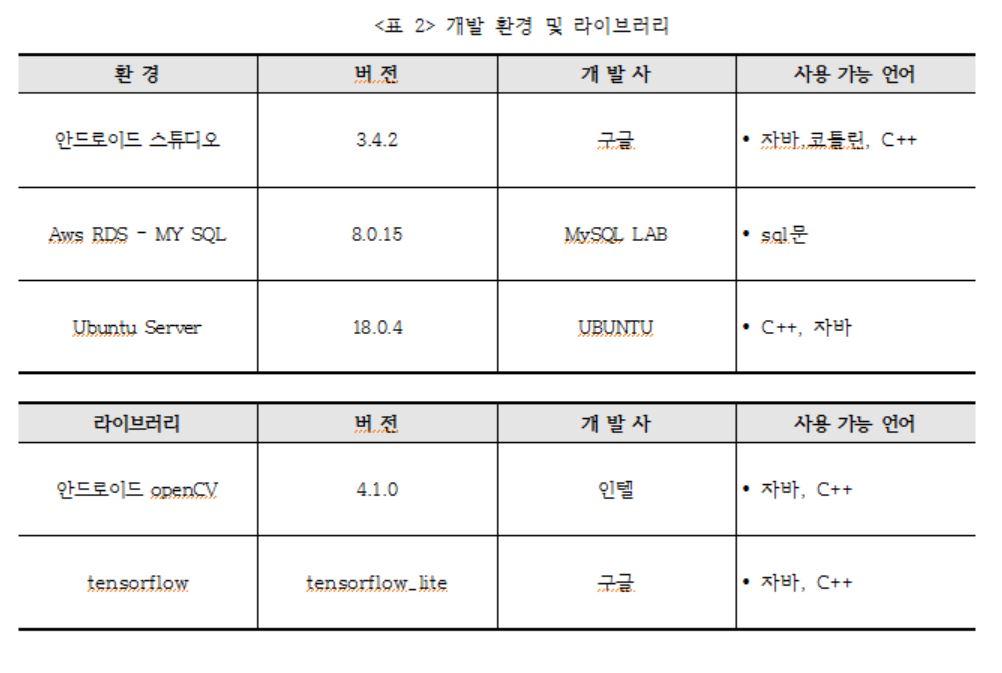 <표 2> 개발 환경 및 라이브러리
환 경 버 전 개 발 사 사용 가능 언어
안드로이드 스튜디오 3.4.2 구글 • 자바,코틀린, C++
Aws RDS - MY SQL 8.0.15 MySQL LAB • sql문
Ubuntu Server 18.0.4 UBUNTU • C++, 자바
라이브러리 버 전 개 발 사 사용 가능 언어
안드로이드 openCV 4.1.0 인텔 • 자바, C++
tensorflow tensorflow_lite 구글 • 자바, C++